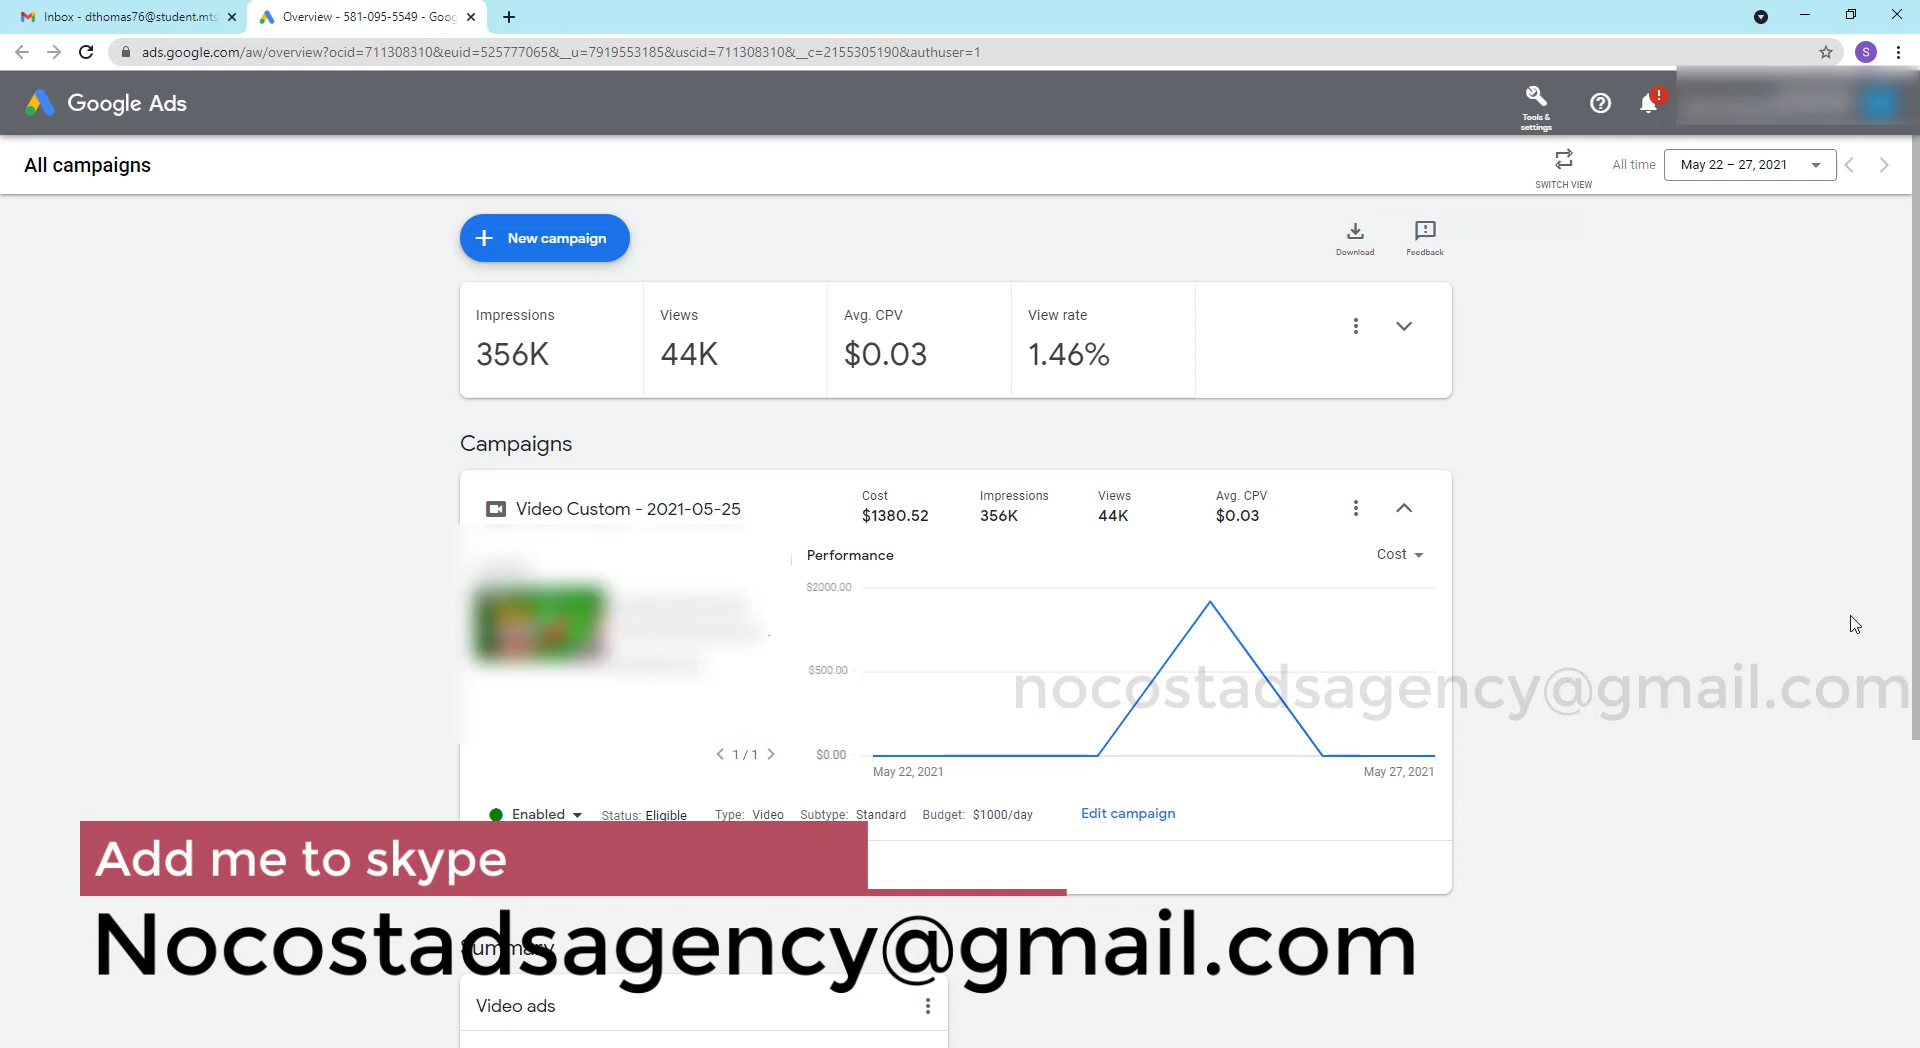 Inbox - dthomas76@student.mts
Overview - 581-095-5549 - Goog
ads.google.com/aw/overview?ocid=711308310&euid=525777065&__u=7919553185&uscid=711308310&__c=2155305190&authuser=1
S
Google Ads
Tools &
settings
All campaigns
SWITCH VIEW
All time
May 22 – 27, 2021
New campaign
Download
Feedback
Impressions
356K
Views
44K
Avg. CPV
$0.03
View rate
1.46%
Campaigns
Video Custom - 2021-05-25
Cost
$1380.52
Impressions
356K
Views
44K
Avg. CPV
$0.03
Performance
Cost
$2000.00
$500.00
$0.00
May 22, 2021
May 27, 2021
nocostadsagency@gmail.com
1 / 1
Enabled
Status: Eligible
Type: Video
Subtype: Standard
Budget: $1000/day
Edit campaign
Add me to skype
Nocostadsagency@gmail.com
Summary
Video ads